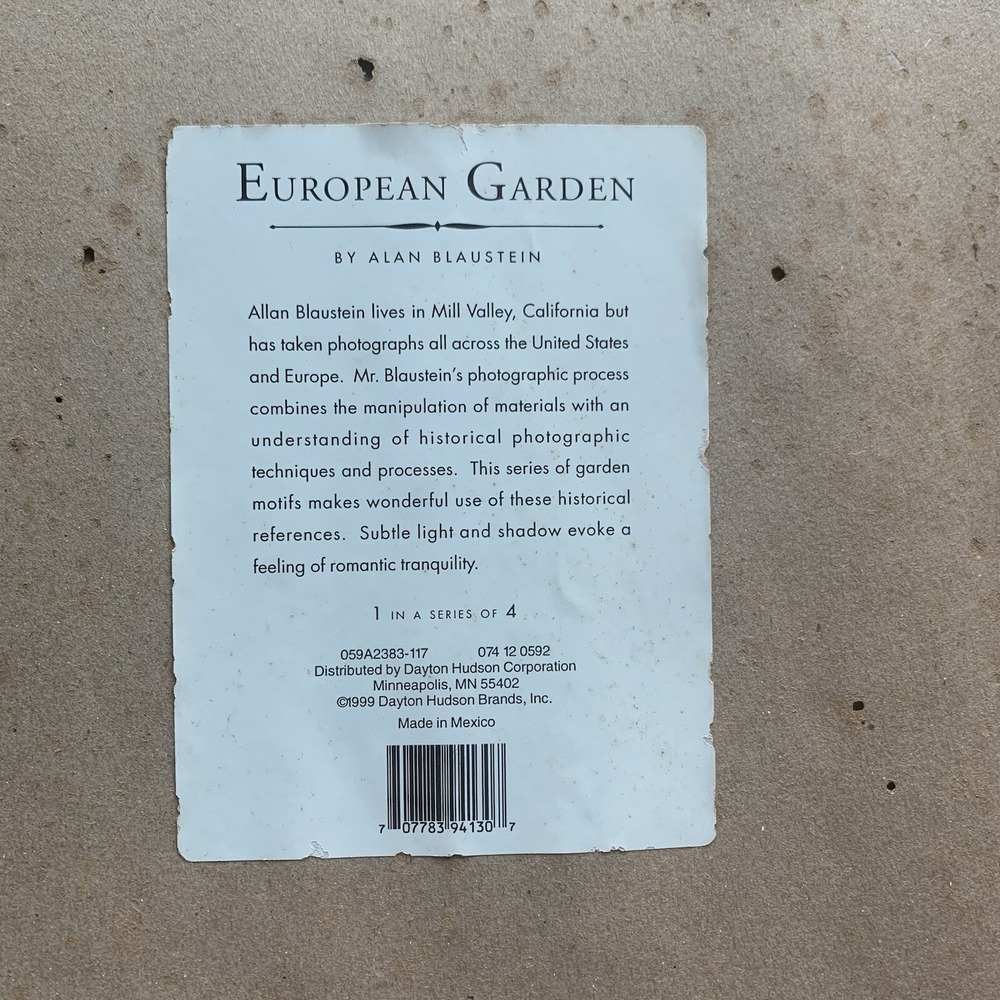 EUROPEAN GARDEN
BY ALAN BLAUSTEIN
Allan Blaustein lives in Mill Valley, California but
has taken photographs all across the United States
and Europe. Mr. Blaustein's photographic process
combines the manipulation of materials with an
understanding of historical photographic
techniques and processes. This series of garden
motifs makes wonderful use of these historical
references. Subtle light and shadow evoke a
feeling of romantic tranquility.
1 IN A SERIES OF 4
059A2383-117 074 12 0592
Distributed by Dayton Hudson Corporation
Minneapolis, MN 55402
©1999 Dayton Hudson Brands, Inc.
Made in Mexico
7 07783 94130 7